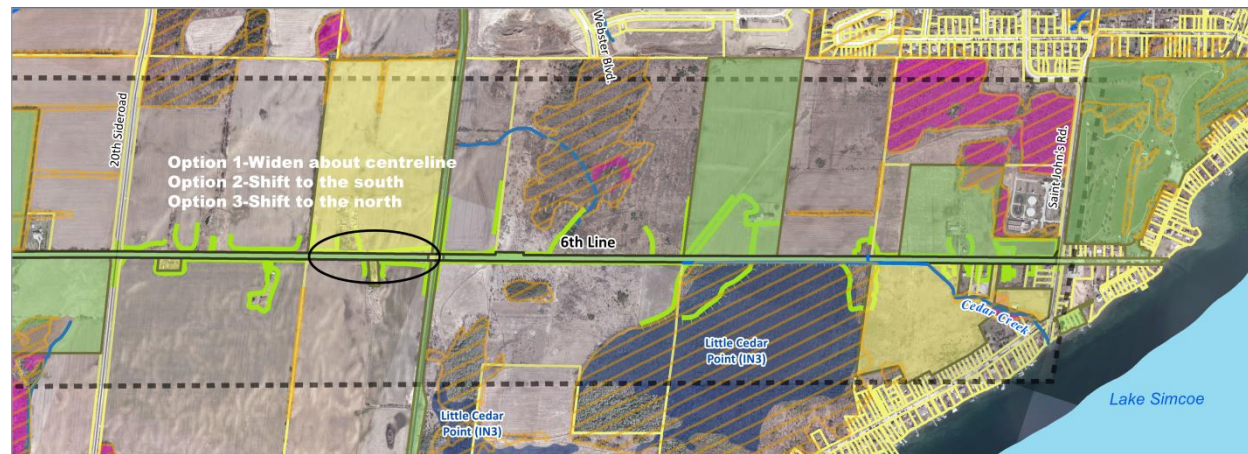 Webster Blvd.
20th Sideroad
Option 1-Widen about centreline
Option 2-Shift to the south
Option 3-Shift to the north
Saint John's Rd.
6th Line
Cedar Creek
Little Cedar
Point (IN3)
Lake Simcoe
Little Cedar
Point (IN3)